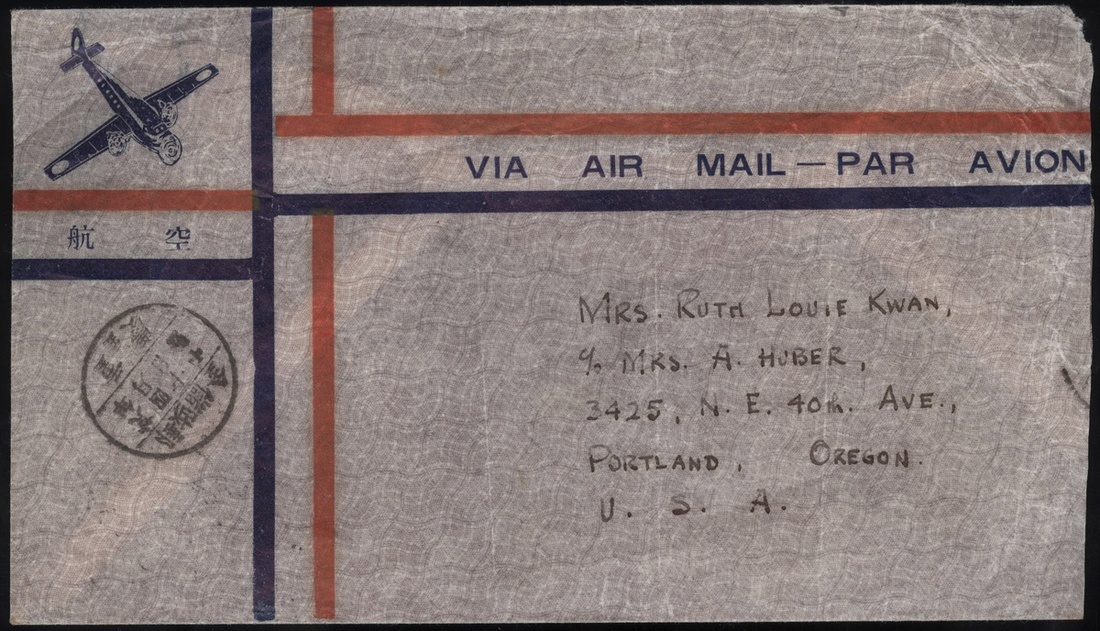 VIA AIR MAIL — PAR AVION
航 空
MRS. RUTH LOUIE KWAN,
c/o MRS. A. HUBER,
3425, N. E. 40th. AVE.,
PORTLAND, OREGON.
U. S. A.